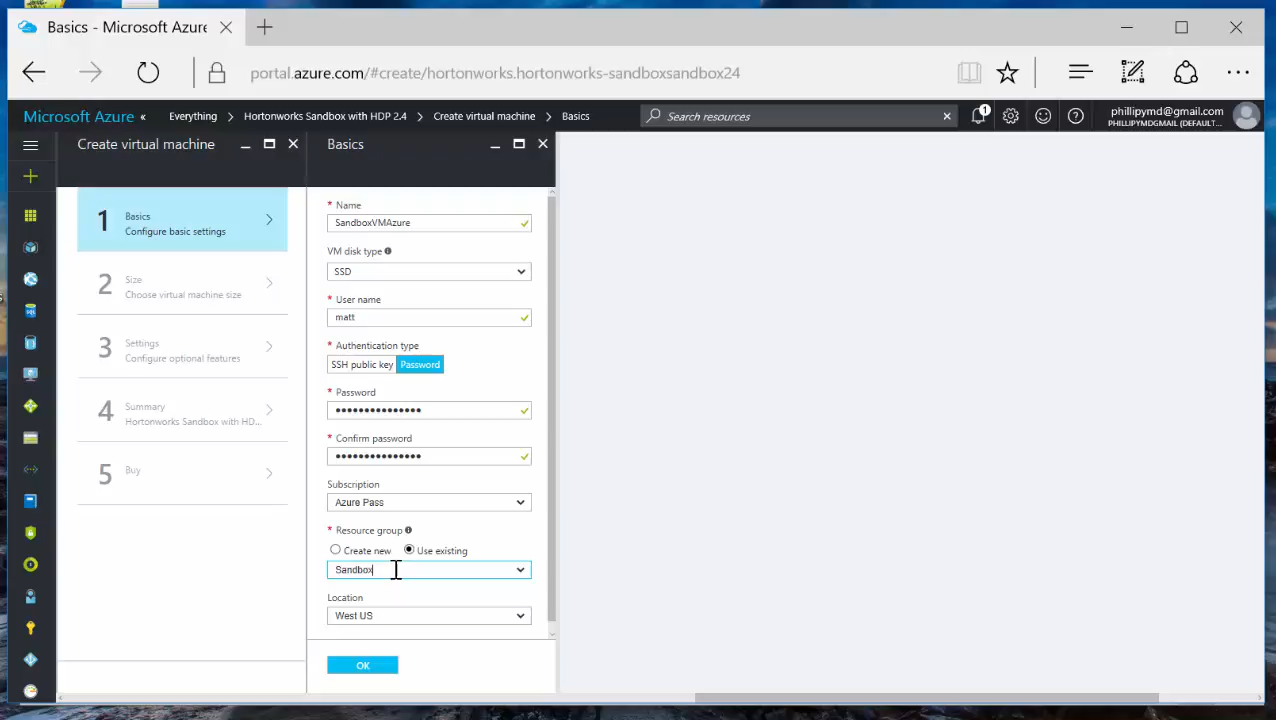 Basics - Microsoft Azure
portal.azure.com/#create/hortonworks.hortonworks-sandboxsandbox24
Microsoft Azure « Everything > Hortonworks Sandbox with HDP 2.4 > Create virtual machine > Basics
Search resources
1
phillipymd@gmail.com
PHILLIPYMDGMAIL (DEFAULT...
Create virtual machine
1 Basics
Configure basic settings
2 Size
Choose virtual machine size
3 Settings
Configure optional features
4 Summary
Hortonworks Sandbox with HD...
5 Buy
Basics
* Name
SandboxVMAzure
VM disk type
SSD
* User name
matt
* Authentication type
SSH public key Password
* Password
•••••••••••••••
* Confirm password
•••••••••••••••
Subscription
Azure Pass
* Resource group
Create new Use existing
Sandbox
Location
West US
OK